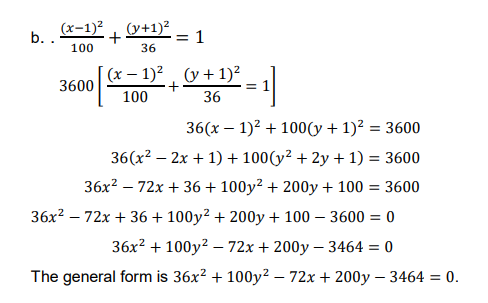 b. . (x−1)²/100 + (y+1)²/36 = 1
3600 [ (x − 1)²/100 + (y + 1)²/36 = 1 ]
36(x − 1)² + 100(y + 1)² = 3600
36(x² − 2x + 1) + 100(y² + 2y + 1) = 3600
36x² − 72x + 36 + 100y² + 200y + 100 = 3600
36x² − 72x + 36 + 100y² + 200y + 100 − 3600 = 0
36x² + 100y² − 72x + 200y − 3464 = 0
The general form is 36x² + 100y² − 72x + 200y − 3464 = 0.